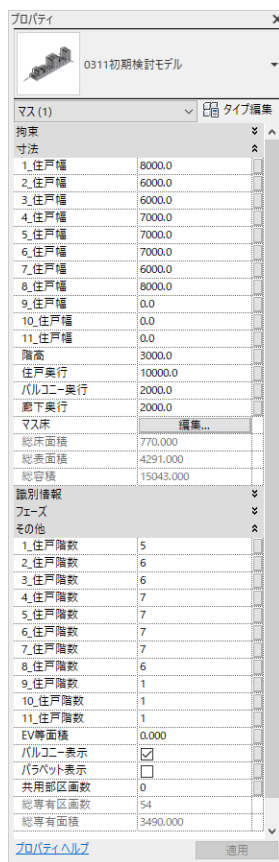 プロパティ
0311初期検討モデル
マス (1) タイプ編集
拘束
寸法
1_住戸幅 8000.0
2_住戸幅 6000.0
3_住戸幅 6000.0
4_住戸幅 7000.0
5_住戸幅 7000.0
6_住戸幅 7000.0
7_住戸幅 6000.0
8_住戸幅 8000.0
9_住戸幅 0.0
10_住戸幅 0.0
11_住戸幅 0.0
階高 3000.0
住戸奥行 10000.0
バルコニー奥行 2000.0
廊下奥行 2000.0
マス床 編集...
総床面積 770.000
総表面積 4291.000
総容積 15043.000
識別情報
フェーズ
その他
1_住戸階数 5
2_住戸階数 6
3_住戸階数 6
4_住戸階数 7
5_住戸階数 7
6_住戸階数 7
7_住戸階数 7
8_住戸階数 6
9_住戸階数 1
10_住戸階数 1
11_住戸階数 1
EV等面積 0.000
バルコニー表示
パラペット表示
共用部区画数 0
総専有区画数 54
総専有面積 3490.000
プロパティヘルプ 適用